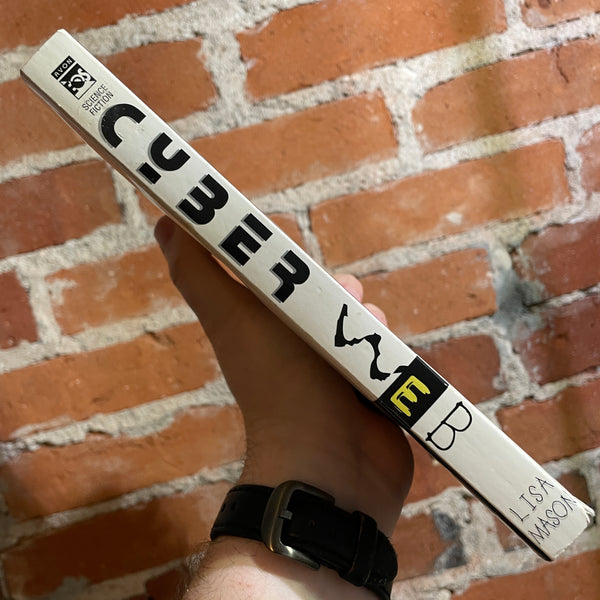 AVON
SCIENCE
FICTION
CYBER WEB
LISA
MASON